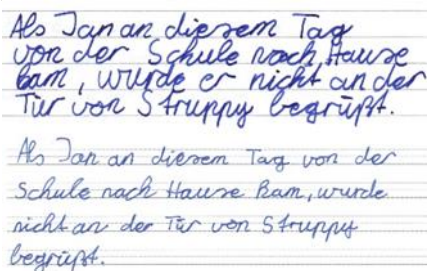 Als Jan an diesem Tag
von der Schule nach Hause
kam, wurde er nicht an der
Tür von Struppy begrüßt.
Als Jan an diesem Tag von der
Schule nach Hause kam, wurde
nicht an der Tür von Struppy
begrüßt.